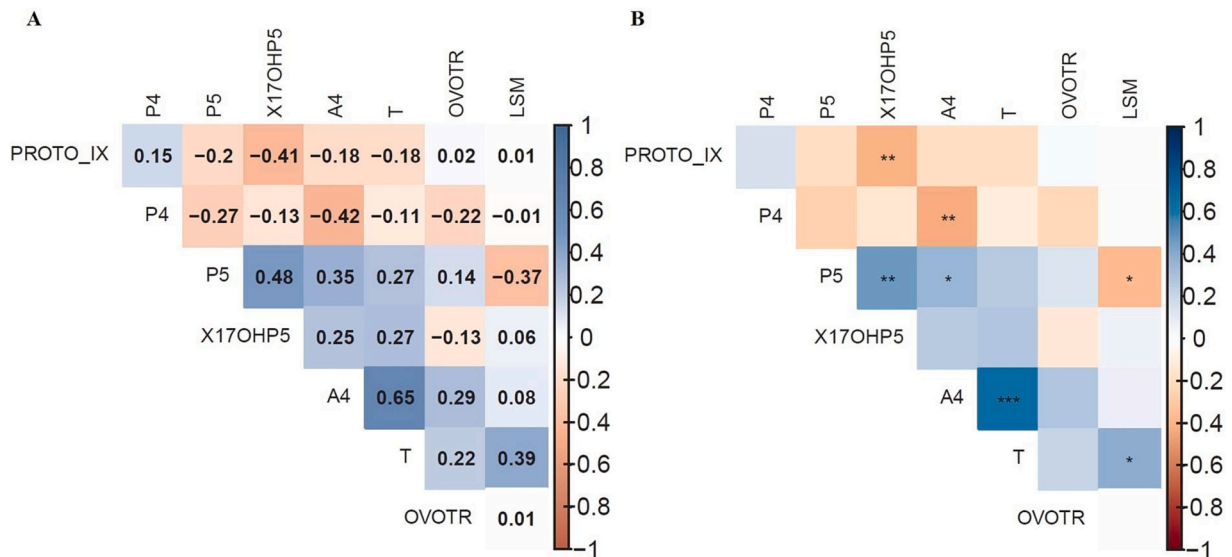 A
P4 P5 X17OHP5 A4 T OVOTR LSM
PROTO_IX 0.15 −0.2 −0.41 −0.18 −0.18 0.02 0.01
P4 −0.27 −0.13 −0.42 −0.11 −0.22 −0.01
P5 0.48 0.35 0.27 0.14 −0.37
X17OHP5 0.25 0.27 −0.13 0.06
A4 0.65 0.29 0.08
T 0.22 0.39
OVOTR 0.01
1
0.8
0.6
0.4
0.2
0
−0.2
−0.4
−0.6
−0.8
−1
B
P4 P5 X17OHP5 A4 T OVOTR LSM
PROTO_IX **
P4 **
P5 ** * *
X17OHP5
A4 ***
T *
OVOTR
1
0.8
0.6
0.4
0.2
0
−0.2
−0.4
−0.6
−0.8
−1